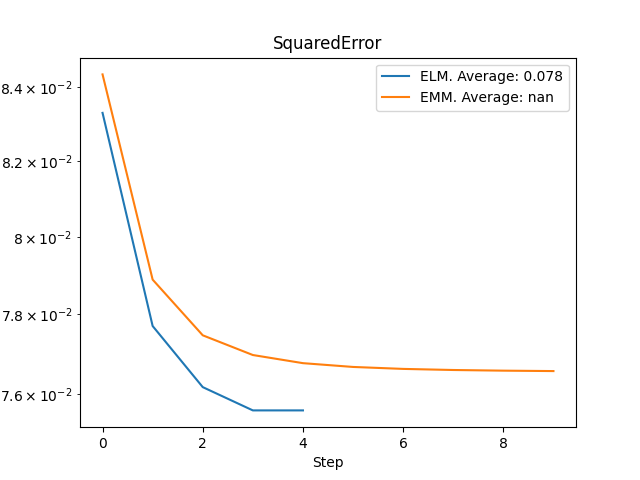 SquaredError
ELM. Average: 0.078
EMM. Average: nan
8.4 × 10⁻²
8.2 × 10⁻²
8 × 10⁻²
7.8 × 10⁻²
7.6 × 10⁻²
0 2 4 6 8
Step